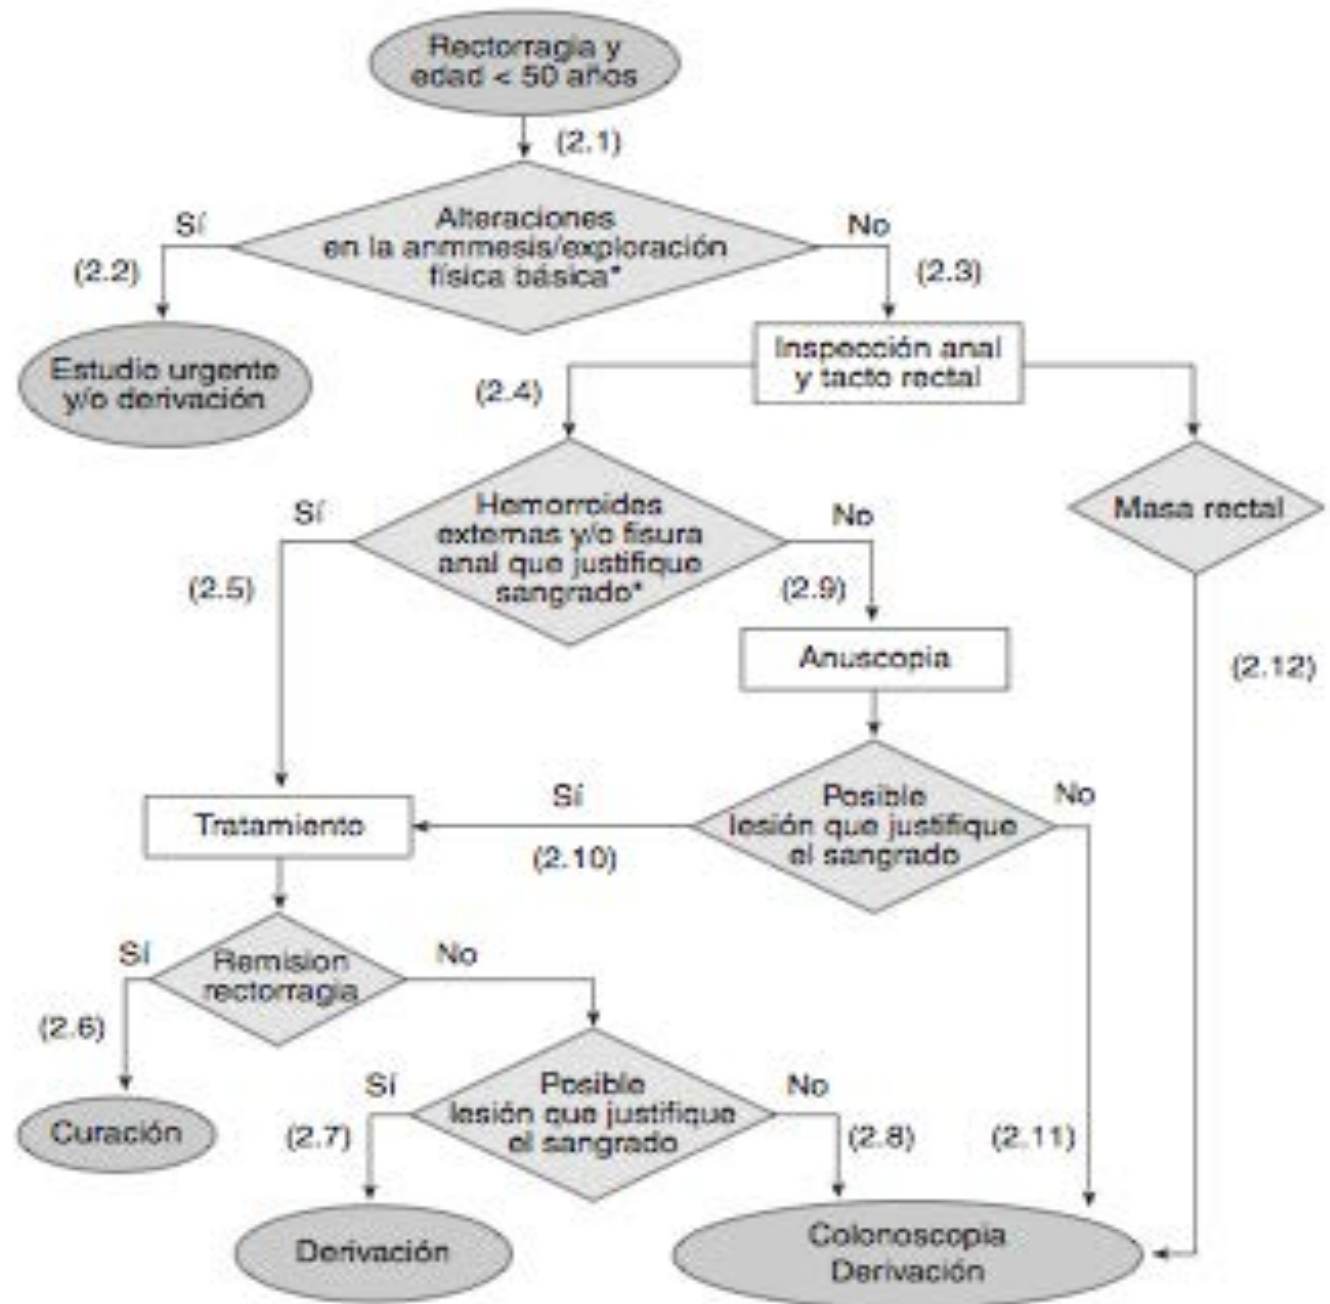 Rectorragia y
edad < 50 años
(2.1)
Sí
Alteraciones
en la anmmesis/exploración
física básica*
No
(2.2)
(2.3)
Estudio urgente
y/o derivación
Inspección anal
y tacto rectal
(2.4)
Sí
Hemorroides
externas y/o fisura
anal que justifique
sangrado*
No
Masa rectal
(2.5)
(2.9)
Anuscopia
(2.12)
Tratamiento
Sí
(2.10)
Posible
lesión que justifique
el sangrado
No
Sí
Remision
rectorragia
No
(2.6)
Curación
Sí
Posible
lesión que justifique
el sangrado
No
(2.7)
(2.8)
(2.11)
Derivación
Colonoscopia
Derivación